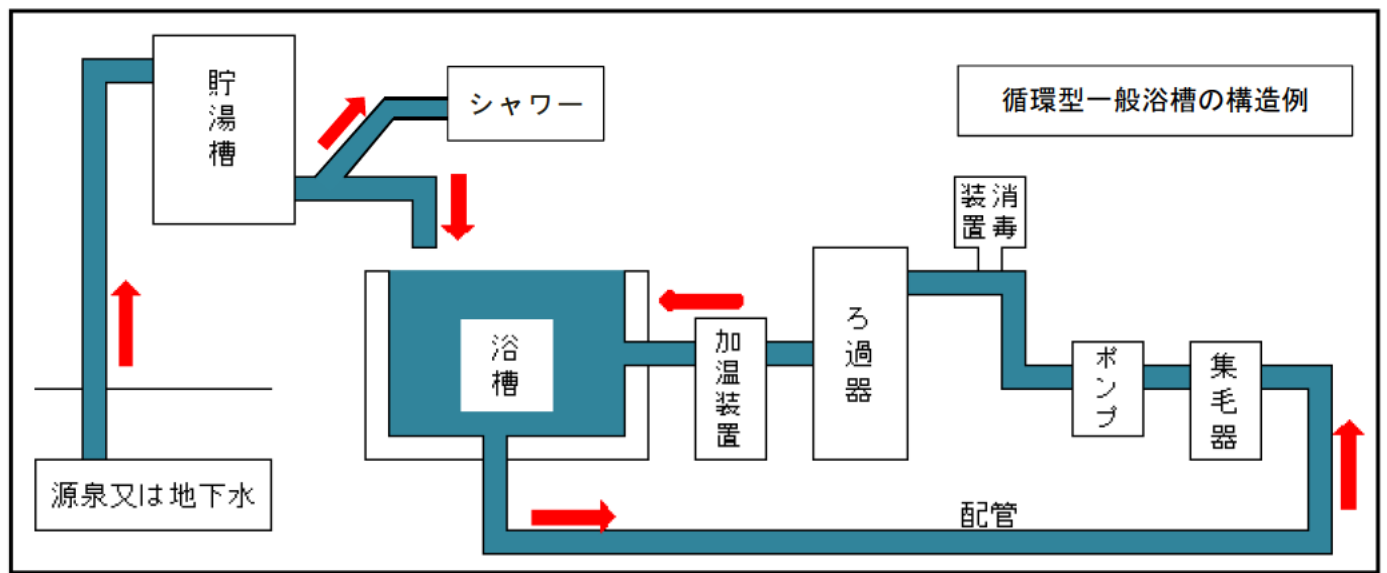 循環型一般浴槽の構造例
貯湯槽
シャワー
消毒装置
浴槽
加温装置
ろ過器
ポンプ
集毛器
源泉又は地下水
配管